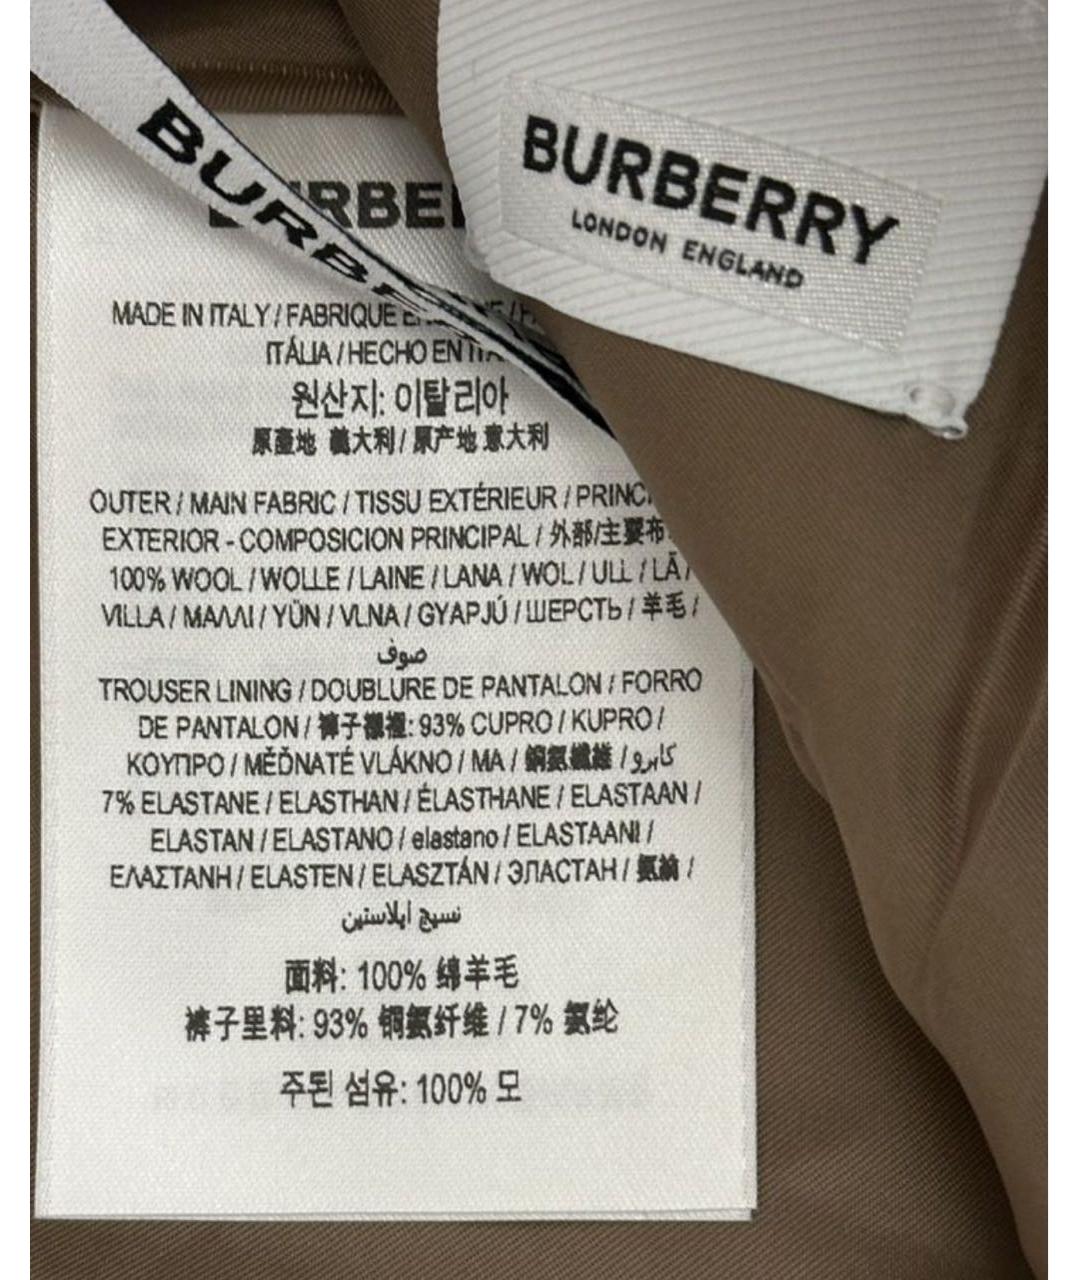 BURBERRY
LONDON ENGLAND
BURBE
MADE IN ITALY / FABRIQUE
ITÁLIA / HECHO EN
원산지: 이탈리아
原產地 義大利 / 原产地 意大利
OUTER / MAIN FABRIC / TISSU EXTÉRIEUR /
EXTERIOR - COMPOSICION PRINCIPAL / 外部/主要布
100% WOOL / WOLLE / LAINE / LANA / WOL / ULL / LÃ /
VILLA / ΜΑΛΛΙ / YÜN / VLNA / GYAPJÚ / ШЕРСТЬ / 羊毛 /
صوف
TROUSER LINING / DOUBLURE DE PANTALON / FORRO
DE PANTALON / 褲子襯裡: 93% CUPRO / KUPRO /
ΚΟΥΠΡΟ / MĚĎNATÉ VLÁKNO / MA / 銅氨纖維 / كابرو
7% ELASTANE / ELASTHAN / ÉLASTHANE / ELASTAAN /
ELASTAN / ELASTANO / elastano / ELASTAANI /
ΕΛΑΣΤΑΝΗ / ELASTEN / ELASZTÁN / ЭЛАСТАН / 氨綸 /
نسيج ايلاستين
面料: 100% 绵羊毛
裤子里料: 93% 铜氨纤维 / 7% 氨纶
주된 섬유: 100% 모